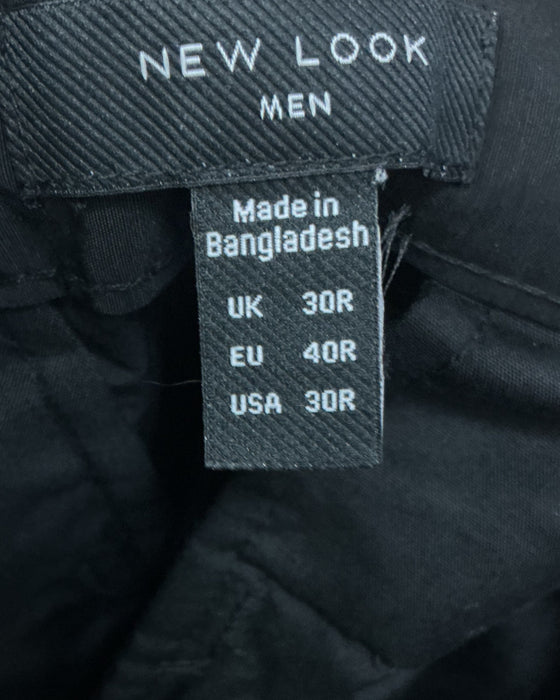 NEW LOOK
MEN
Made in
Bangladesh
UK 30R
EU 40R
USA 30R